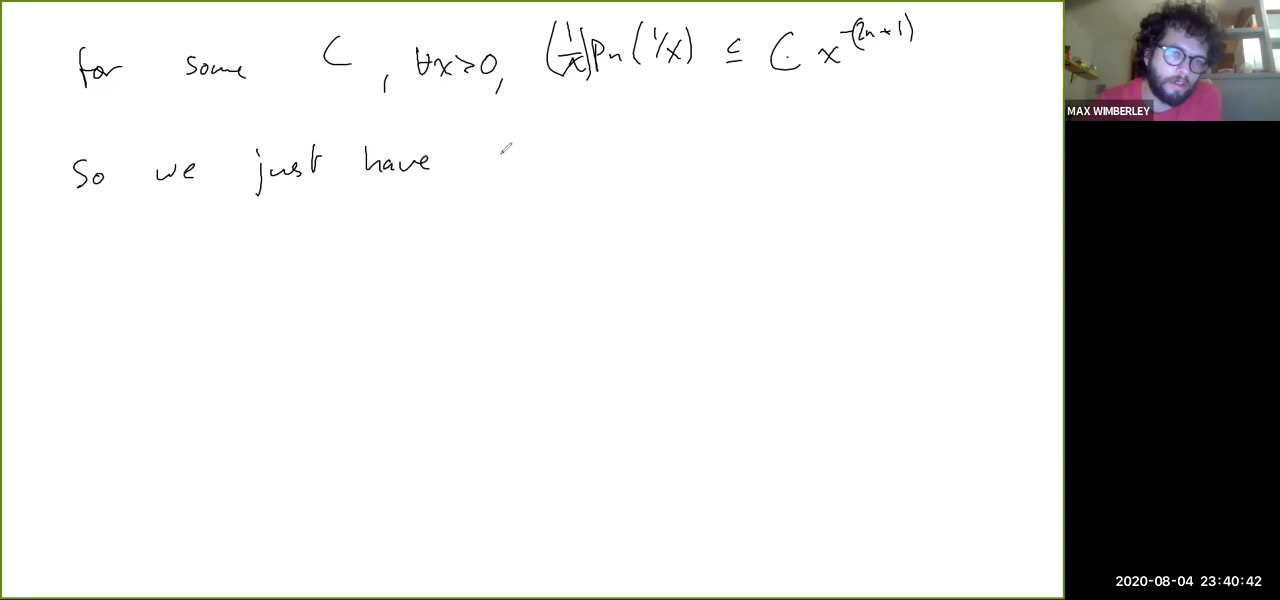 for some C, ∀x>0, (1/x)Pn(1/x) ≤ C x^-(2n+1)
MAX WIMBERLEY
So we just have
2020-08-04 23:40:42